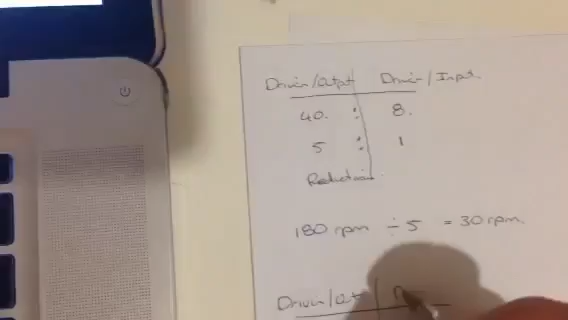 Driven/Output Driver/Input
40. : 8.
5 : 1
Reduction.
180 rpm ÷ 5 = 30 rpm.
Driven/Out